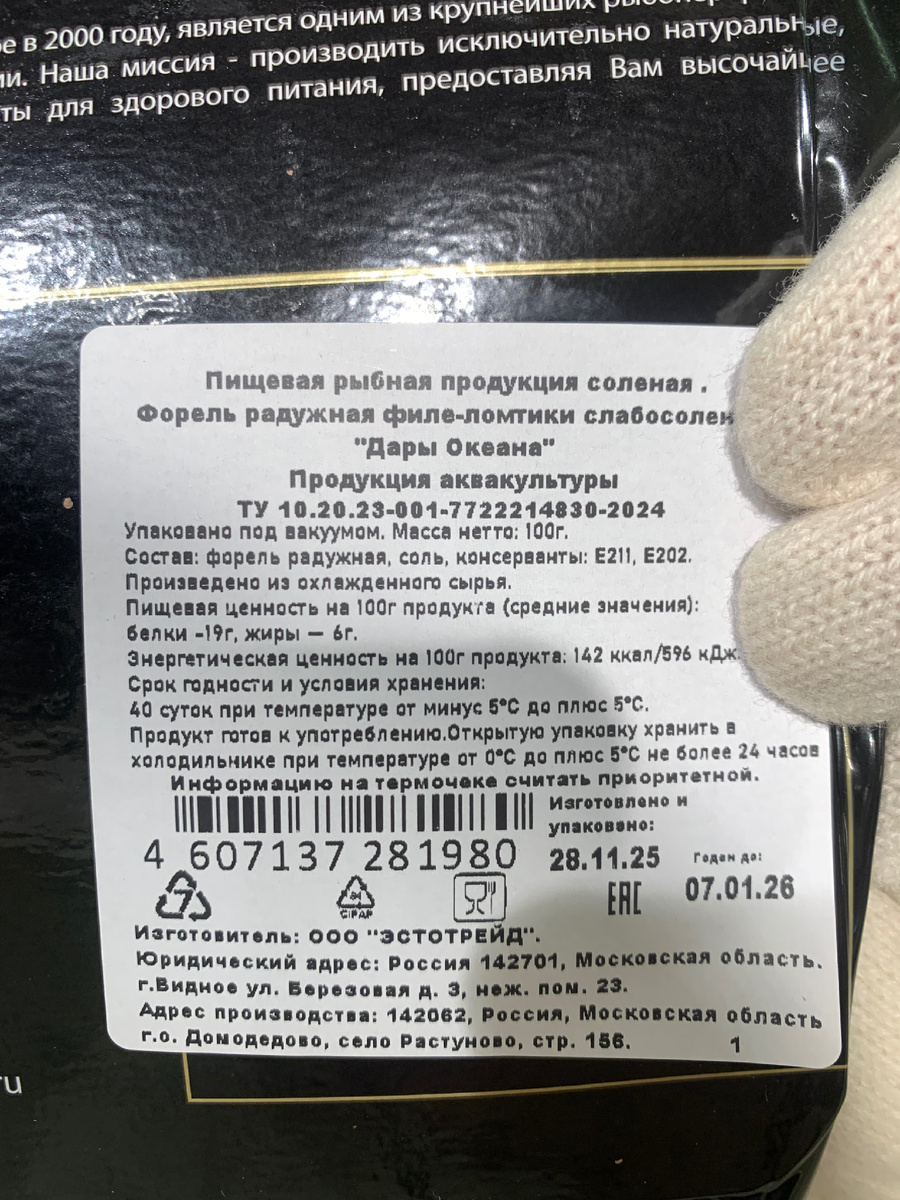 в 2000 году, является одним из крупнейших
Наша миссия - производить исключительно натуральные,
для здорового питания, предоставляя Вам высочайшее
Пищевая рыбная продукция соленая .
Форель радужная филе-ломтики слабосолен
"Дары Океана"
Продукция аквакультуры
ТУ 10.20.23-001-7722214830-2024
Упаковано под вакуумом. Масса нетто: 100г.
Состав: форель радужная, соль, консерванты: Е211, Е202.
Произведено из охлажденного сырья.
Пищевая ценность на 100г продукта (средние значения):
белки -19г, жиры — 6г.
Энергетическая ценность на 100г продукта: 142 ккал/596 кДж.
Срок годности и условия хранения:
40 суток при температуре от минус 5°С до плюс 5°С.
Продукт готов к употреблению.Открытую упаковку хранить в
холодильнике при температуре от 0°С до плюс 5°С не более 24 часов
Информацию на термочеке считать приоритетной.
Изготовлено и
упаковано:
4 607137 281980
28.11.25
Годен до:
07.01.26
7
C/PAP
EAC
Изготовитель: ООО "ЭСТОТРЕЙД".
Юридический адрес: Россия 142701, Московская область.
г.Видное ул. Березовая д. 3, неж. пом. 23.
Адрес производства: 142062, Россия, Московская область
г.о. Домодедово, село Растуново, стр. 156.
1